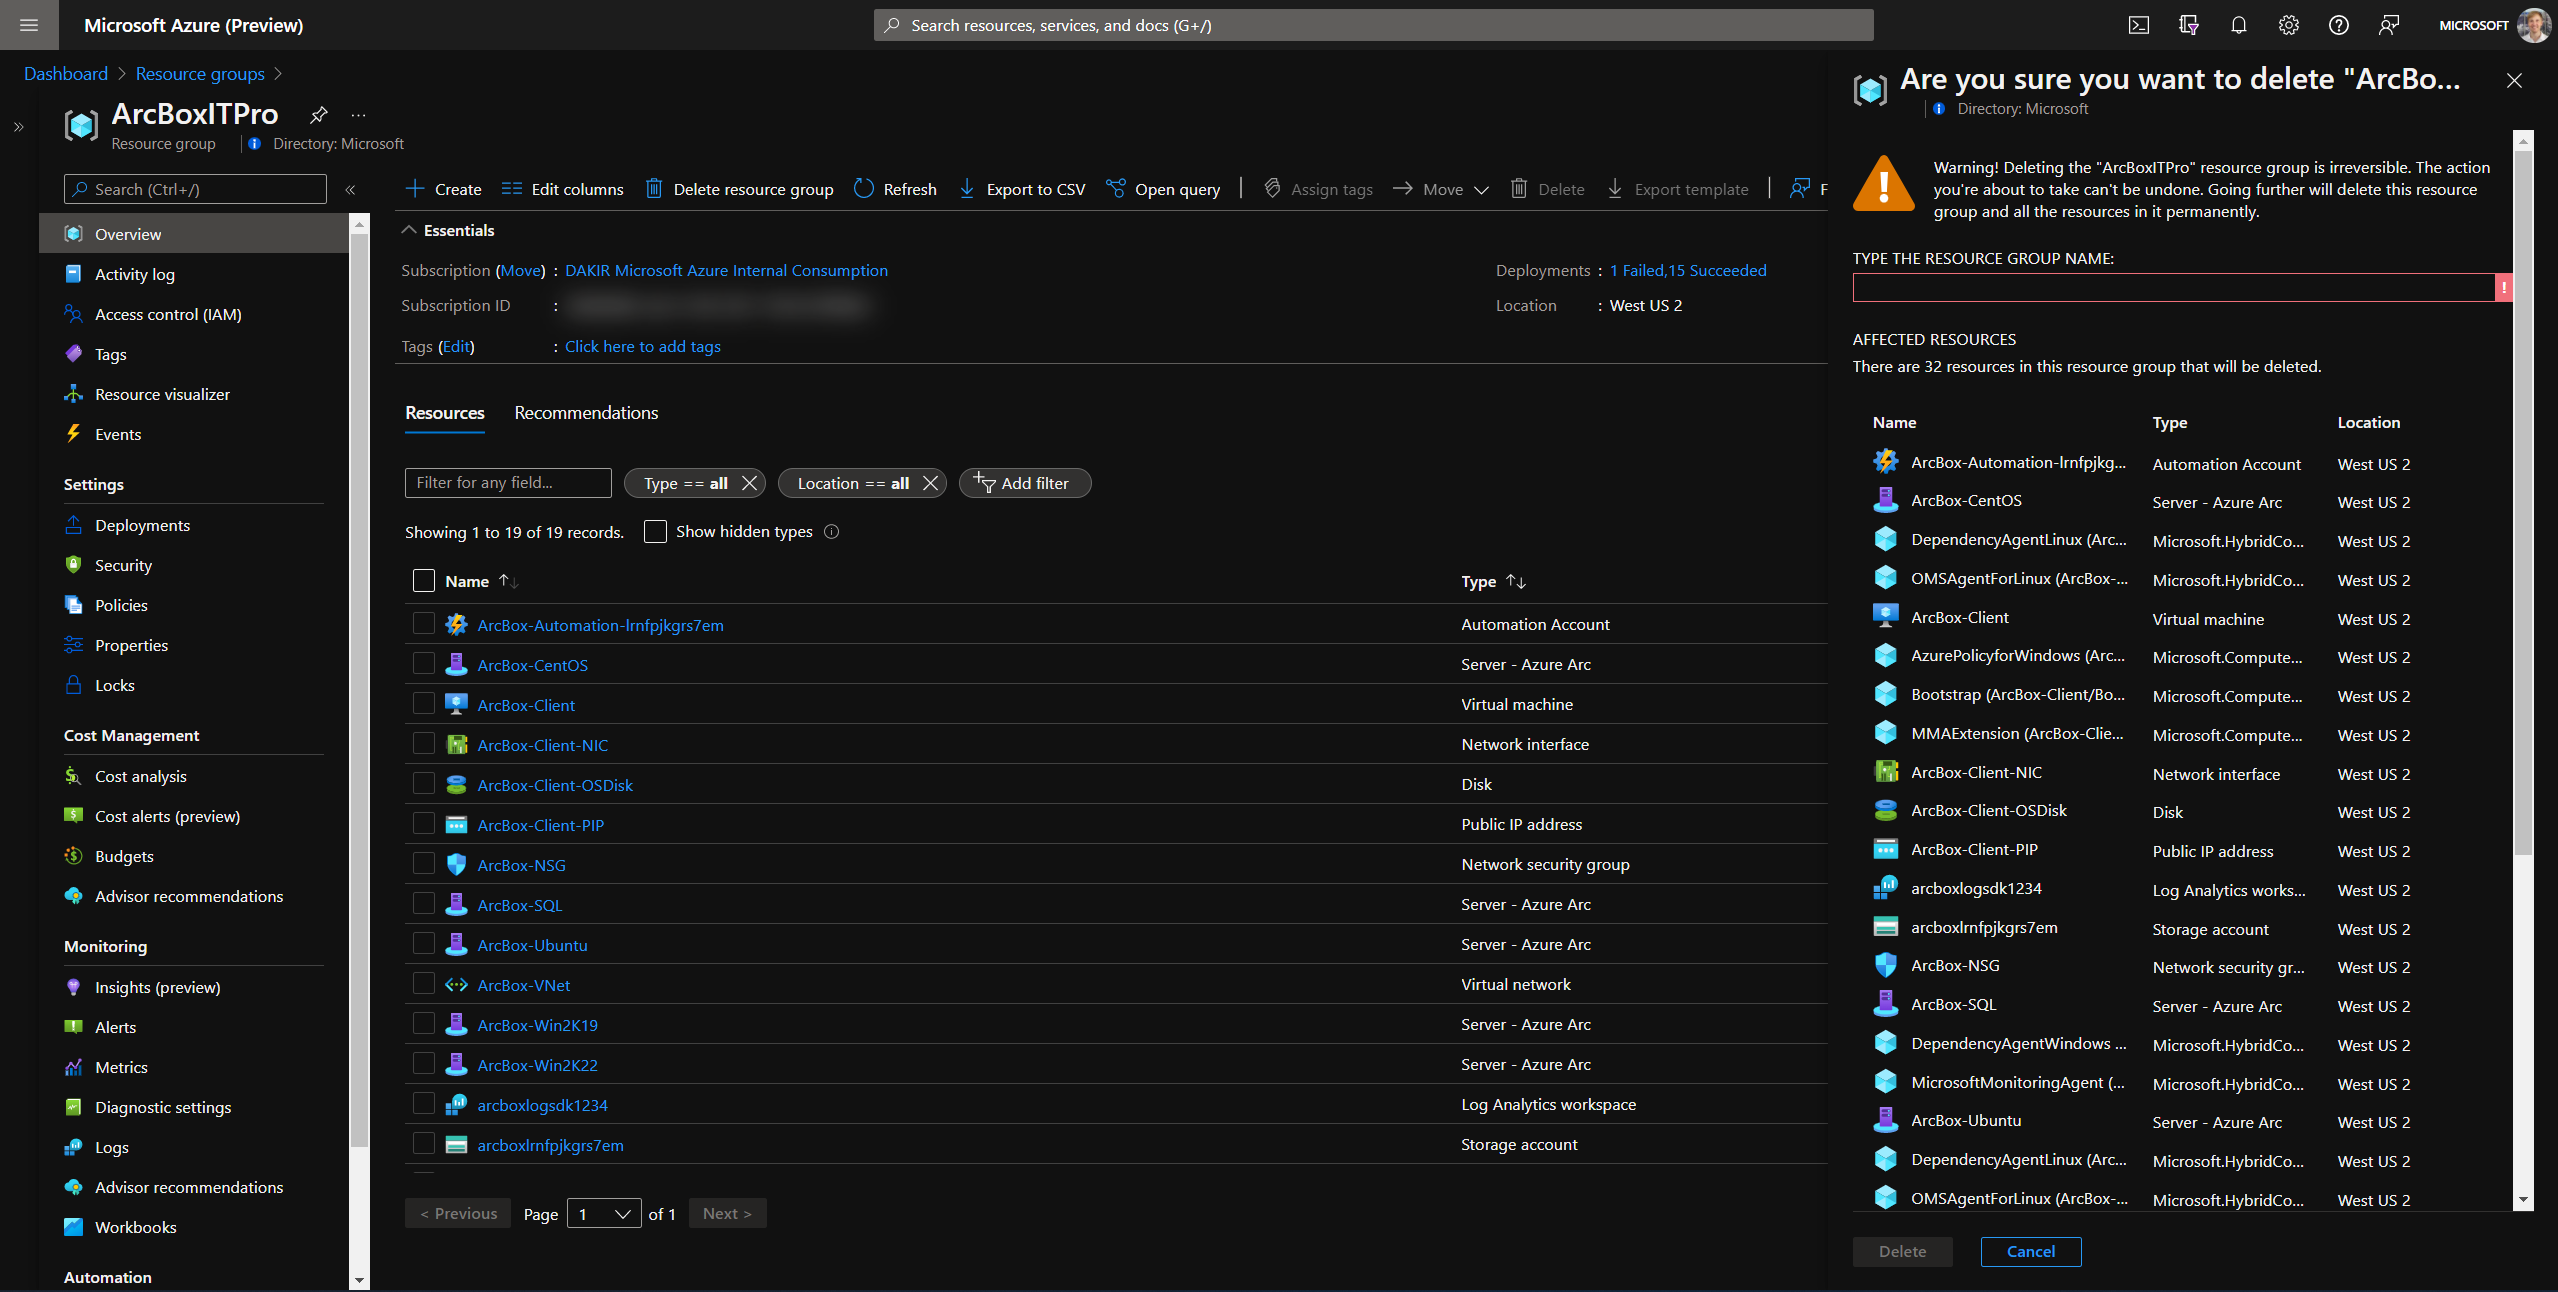 Microsoft Azure (Preview)
Search resources, services, and docs (G+/)
MICROSOFT
Dashboard > Resource groups >
ArcBoxITPro
Resource group
Directory: Microsoft
Search (Ctrl+/)
Overview
Activity log
Access control (IAM)
Tags
Resource visualizer
Events
Settings
Deployments
Security
Policies
Properties
Locks
Cost Management
Cost analysis
Cost alerts (preview)
Budgets
Advisor recommendations
Monitoring
Insights (preview)
Alerts
Metrics
Diagnostic settings
Logs
Advisor recommendations
Workbooks
Automation
Create Edit columns Delete resource group Refresh Export to CSV Open query Assign tags Move Delete Export template F
Essentials
Subscription (Move) : DAKIR Microsoft Azure Internal Consumption
Subscription ID :
Tags (Edit) : Click here to add tags
Deployments : 1 Failed,15 Succeeded
Location : West US 2
Resources Recommendations
Filter for any field... Type == all Location == all Add filter
Showing 1 to 19 of 19 records. Show hidden types
Name Type
ArcBox-Automation-lrnfpjkgrs7em Automation Account
ArcBox-CentOS Server - Azure Arc
ArcBox-Client Virtual machine
ArcBox-Client-NIC Network interface
ArcBox-Client-OSDisk Disk
ArcBox-Client-PIP Public IP address
ArcBox-NSG Network security group
ArcBox-SQL Server - Azure Arc
ArcBox-Ubuntu Server - Azure Arc
ArcBox-VNet Virtual network
ArcBox-Win2K19 Server - Azure Arc
ArcBox-Win2K22 Server - Azure Arc
arcboxlogsdk1234 Log Analytics workspace
arcboxlrnfpjkgrs7em Storage account
< Previous Page 1 of 1 Next >
Are you sure you want to delete "ArcBo...
Directory: Microsoft
Warning! Deleting the "ArcBoxITPro" resource group is irreversible. The action
you're about to take can't be undone. Going further will delete this resource
group and all the resources in it permanently.
TYPE THE RESOURCE GROUP NAME:
AFFECTED RESOURCES
There are 32 resources in this resource group that will be deleted.
Name Type Location
ArcBox-Automation-lrnfpjkg... Automation Account West US 2
ArcBox-CentOS Server - Azure Arc West US 2
DependencyAgentLinux (Arc... Microsoft.HybridCo... West US 2
OMSAgentForLinux (ArcBox-... Microsoft.HybridCo... West US 2
ArcBox-Client Virtual machine West US 2
AzurePolicyforWindows (Arc... Microsoft.Compute... West US 2
Bootstrap (ArcBox-Client/Bo... Microsoft.Compute... West US 2
MMAExtension (ArcBox-Clie... Microsoft.Compute... West US 2
ArcBox-Client-NIC Network interface West US 2
ArcBox-Client-OSDisk Disk West US 2
ArcBox-Client-PIP Public IP address West US 2
arcboxlogsdk1234 Log Analytics works... West US 2
arcboxlrnfpjkgrs7em Storage account West US 2
ArcBox-NSG Network security gr... West US 2
ArcBox-SQL Server - Azure Arc West US 2
DependencyAgentWindows ... Microsoft.HybridCo... West US 2
MicrosoftMonitoringAgent (... Microsoft.HybridCo... West US 2
ArcBox-Ubuntu Server - Azure Arc West US 2
DependencyAgentLinux (Arc... Microsoft.HybridCo... West US 2
OMSAgentForLinux (ArcBox-... Microsoft.HybridCo... West US 2
Delete Cancel